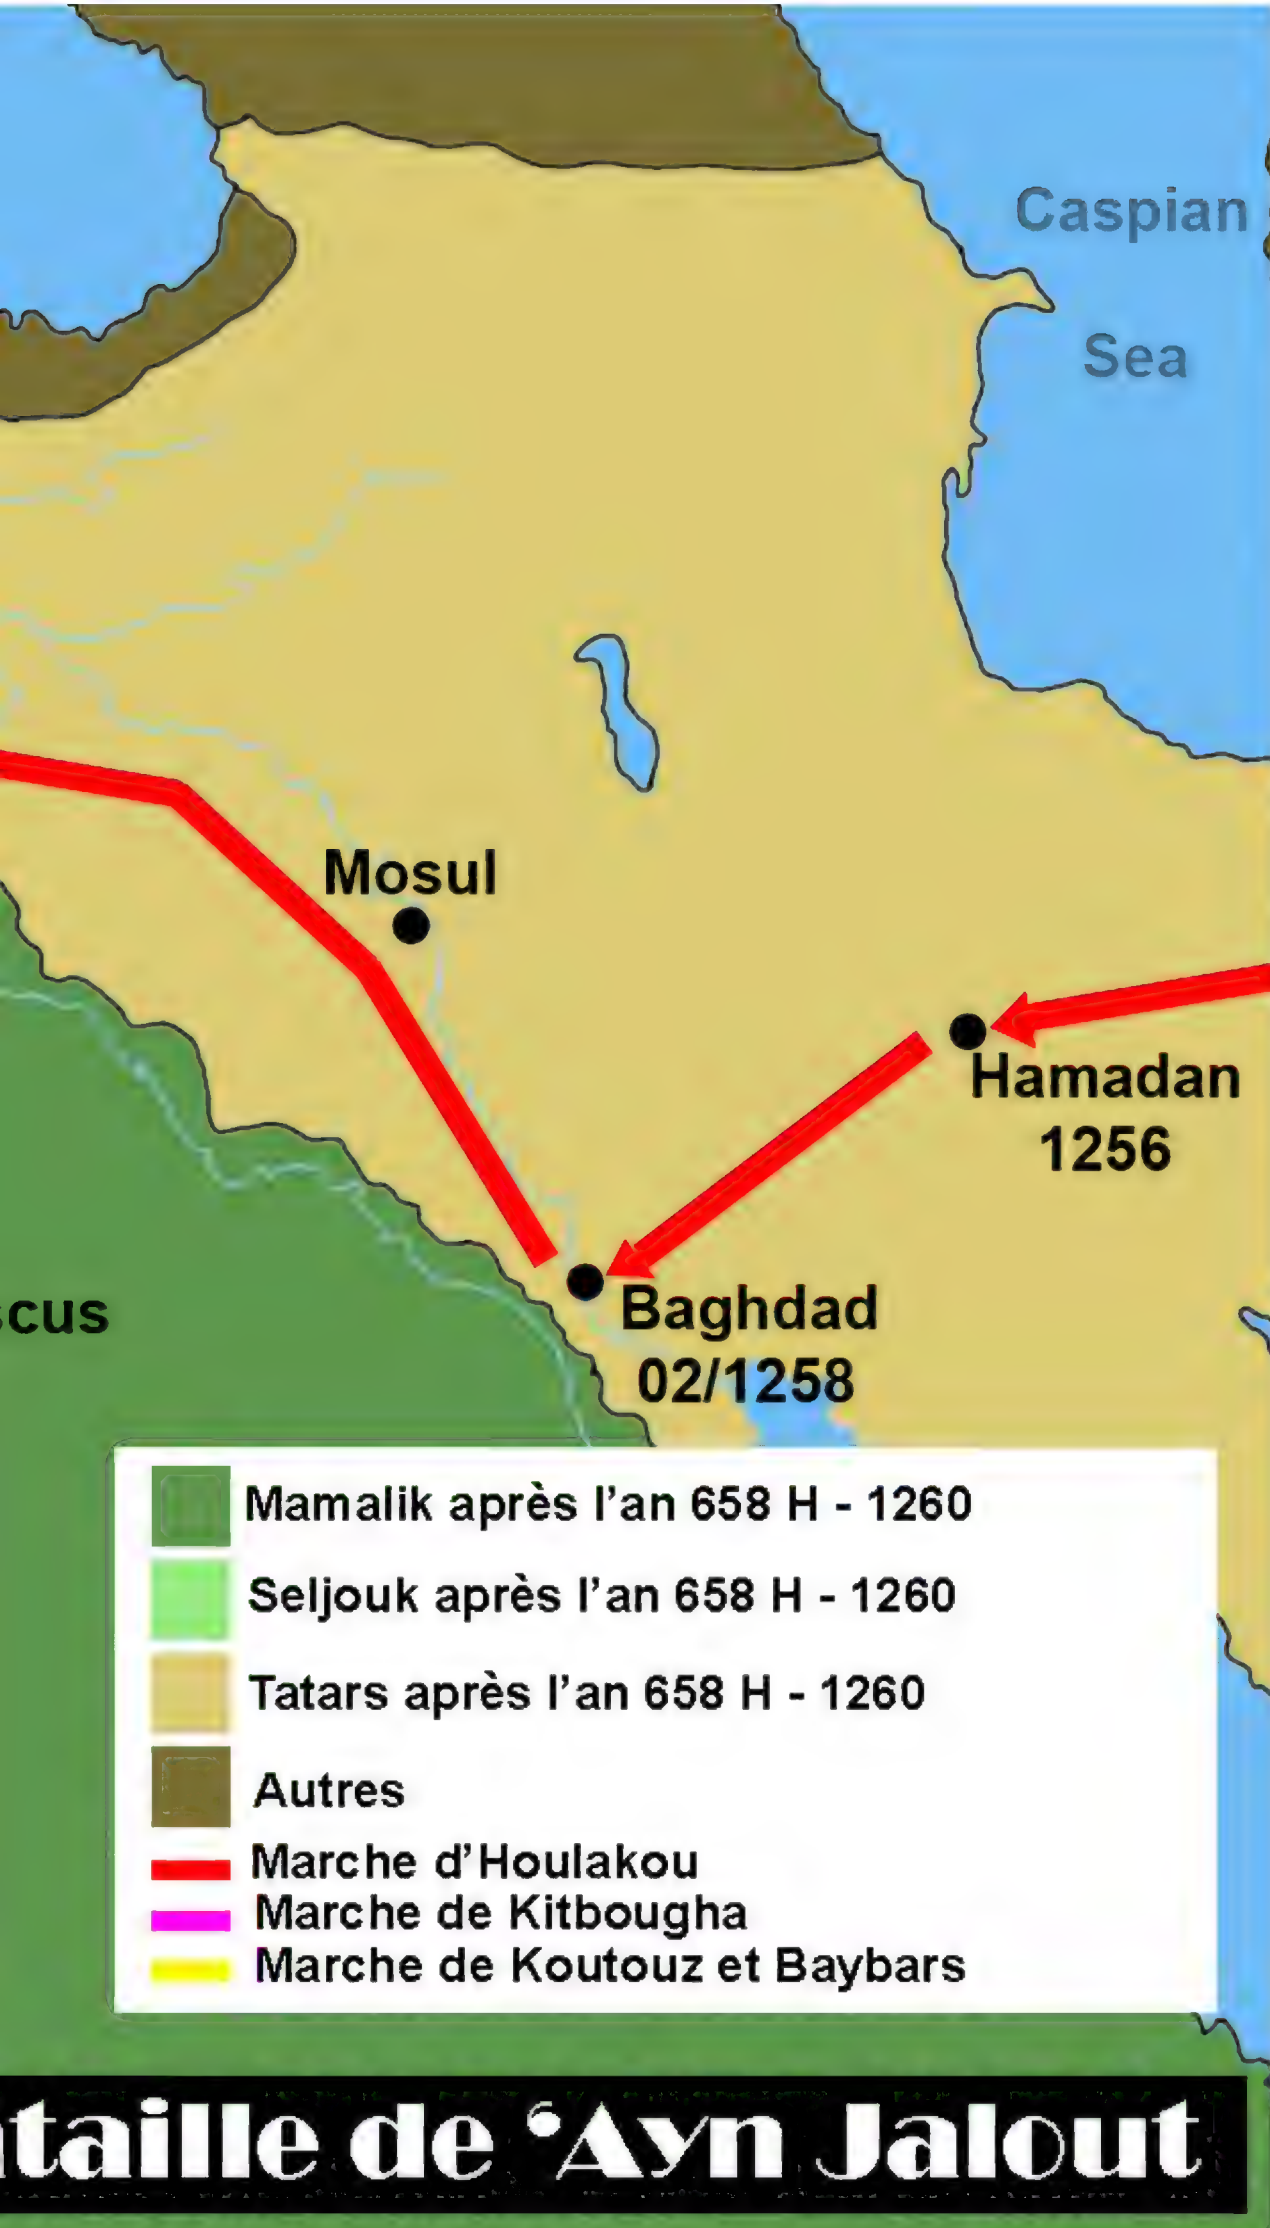 Caspian
Sea
Mosul
Hamadan
1256
scus
Baghdad
02/1258
Mamalik après l'an 658 H - 1260
Seljouk après l'an 658 H - 1260
Tatars après l'an 658 H - 1260
Autres
Marche d'Houlakou
Marche de Kitbougha
Marche de Koutouz et Baybars
taille de ‘Ayn Jalout